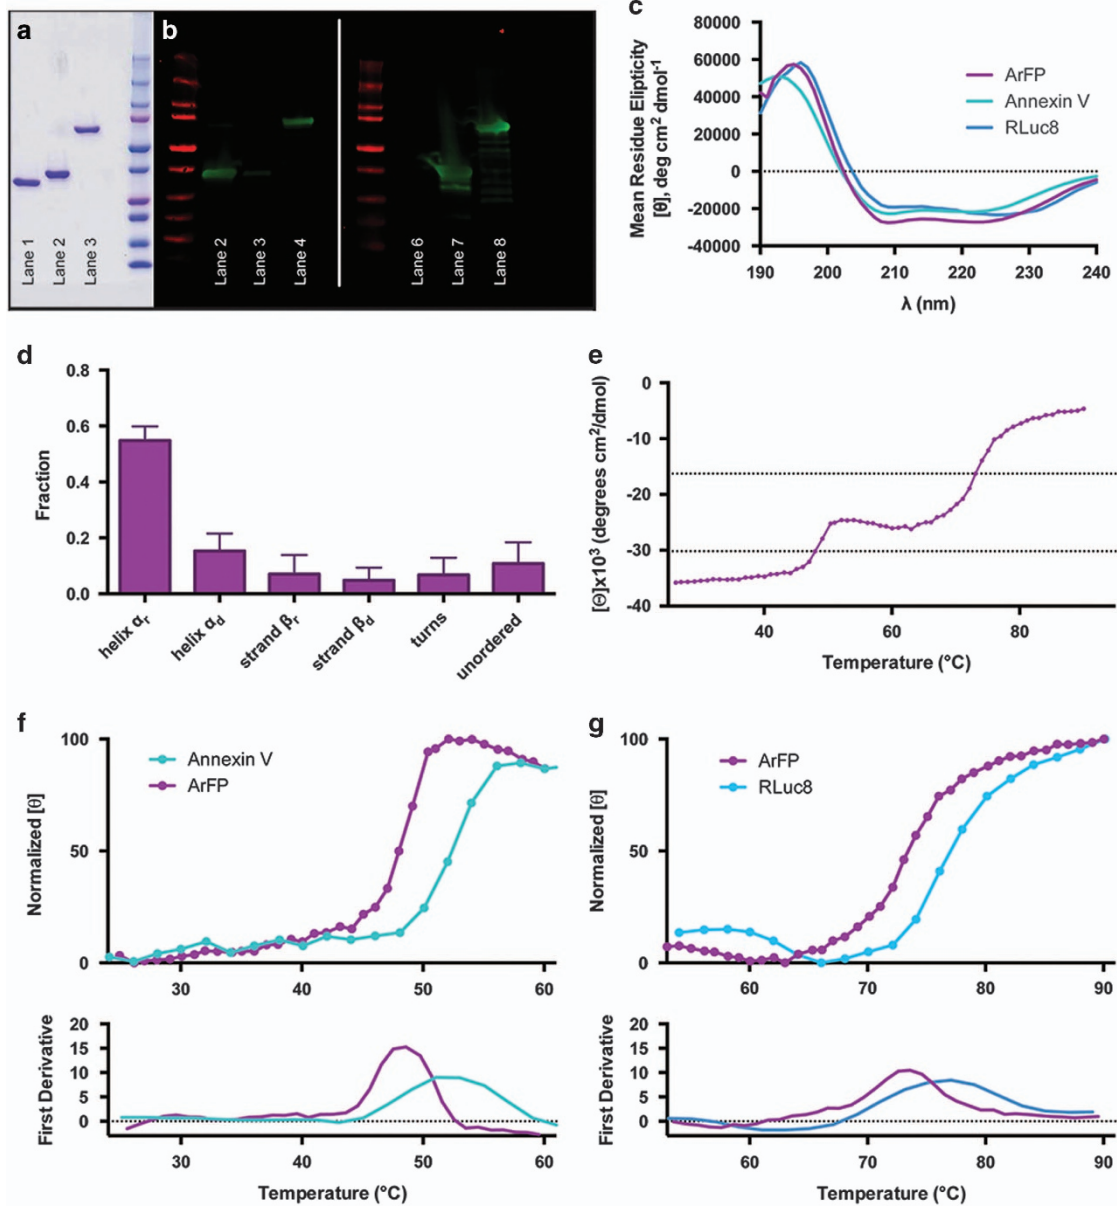 a
Lane 1
Lane 2
Lane 3
b
Lane 2
Lane 3
Lane 4
Lane 6
Lane 7
Lane 8
c
Mean Residue Elipticity
[θ], deg cm2 dmol-1
80000
60000
40000
20000
0
-20000
-40000
190
200
210
220
230
240
λ (nm)
ArFP
Annexin V
RLuc8
d
Fraction
0.8
0.6
0.4
0.2
0.0
helix αr
helix αd
strand βr
strand βd
turns
unordered
e
[Θ]x10³ (degrees cm²/dmol)
0
-10
-20
-30
-40
40
60
80
Temperature (°C)
f
Normalized [θ]
100
50
0
Annexin V
ArFP
30
40
50
60
First Derivative
20
15
10
5
0
30
40
50
60
Temperature (°C)
g
Normalized [θ]
100
50
0
ArFP
RLuc8
60
70
80
90
First Derivative
20
15
10
5
0
60
70
80
90
Temperature (°C)